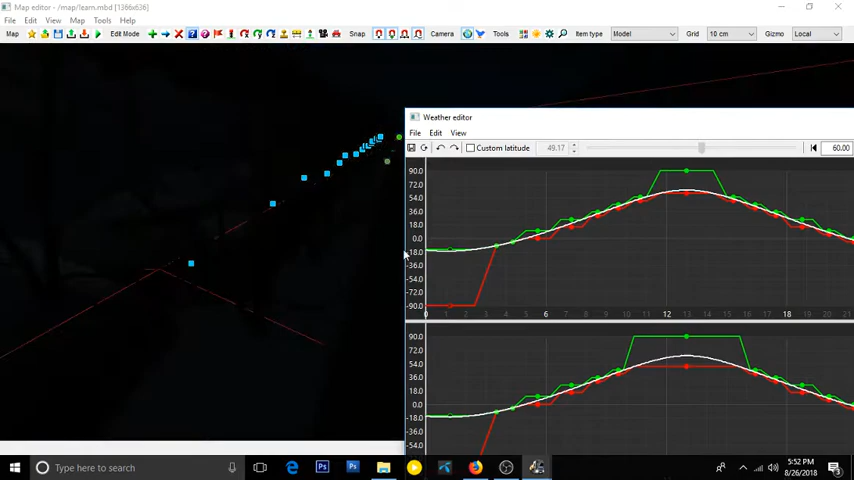 Map editor - /map/learn.mbd [1366x636]
File Edit View Map Tools Help
Map Edit Mode Snap Camera Tools Item type Model Grid 10 cm Gizmo Local
Weather editor
File Edit View
Custom latitude 49.17 60.00
90.0
72.0
54.0
36.0
18.0
0.0
-18.0
-36.0
-54.0
-72.0
-90.0
0 1 2 3 4 5 6 7 8 9 10 11 12 13 14 15 16 17 18 19 20 21
90.0
72.0
54.0
36.0
18.0
0.0
-18.0
-36.0
-54.0
Type here to search
5:52 PM
8/26/2018